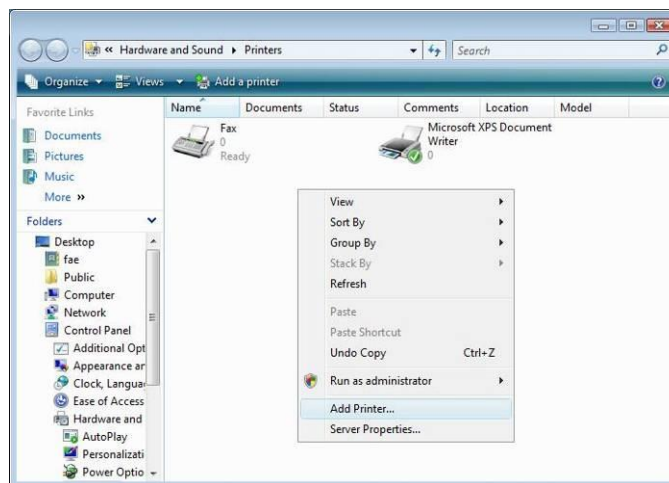 « Hardware and Sound ▸ Printers
Search
Organize Views Add a printer
Favorite Links
Documents
Pictures
Music
More »
Folders
Desktop
fae
Public
Computer
Network
Control Panel
Additional Opt
Appearance ar
Clock, Languag
Ease of Access
Hardware and
AutoPlay
Personalizati
Power Optio
Name Documents Status Comments Location Model
Fax
0
Ready
Microsoft XPS Document
Writer
0
View
Sort By
Group By
Stack By
Refresh
Paste
Paste Shortcut
Undo Copy Ctrl+Z
Run as administrator
Add Printer...
Server Properties...